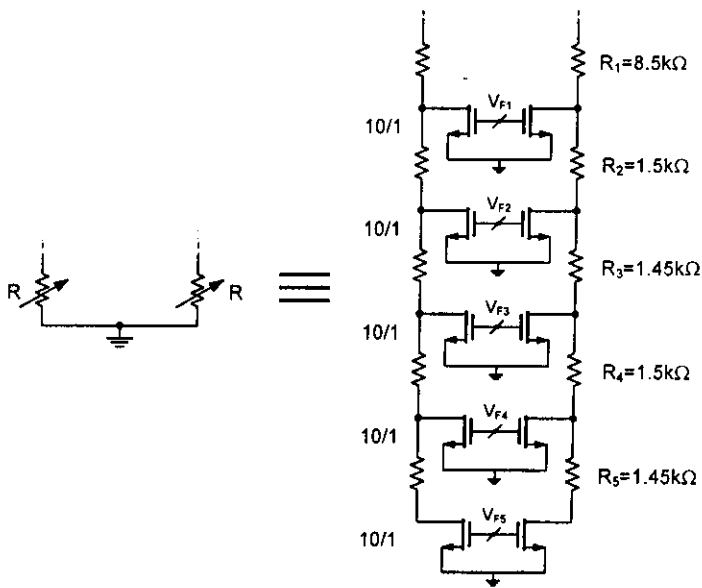 R₁=8.5kΩ
V_F1
10/1
R₂=1.5kΩ
V_F2
10/1
R₃=1.45kΩ
R
R
V_F3
10/1
R₄=1.5kΩ
V_F4
10/1
R₅=1.45kΩ
V_F5
10/1